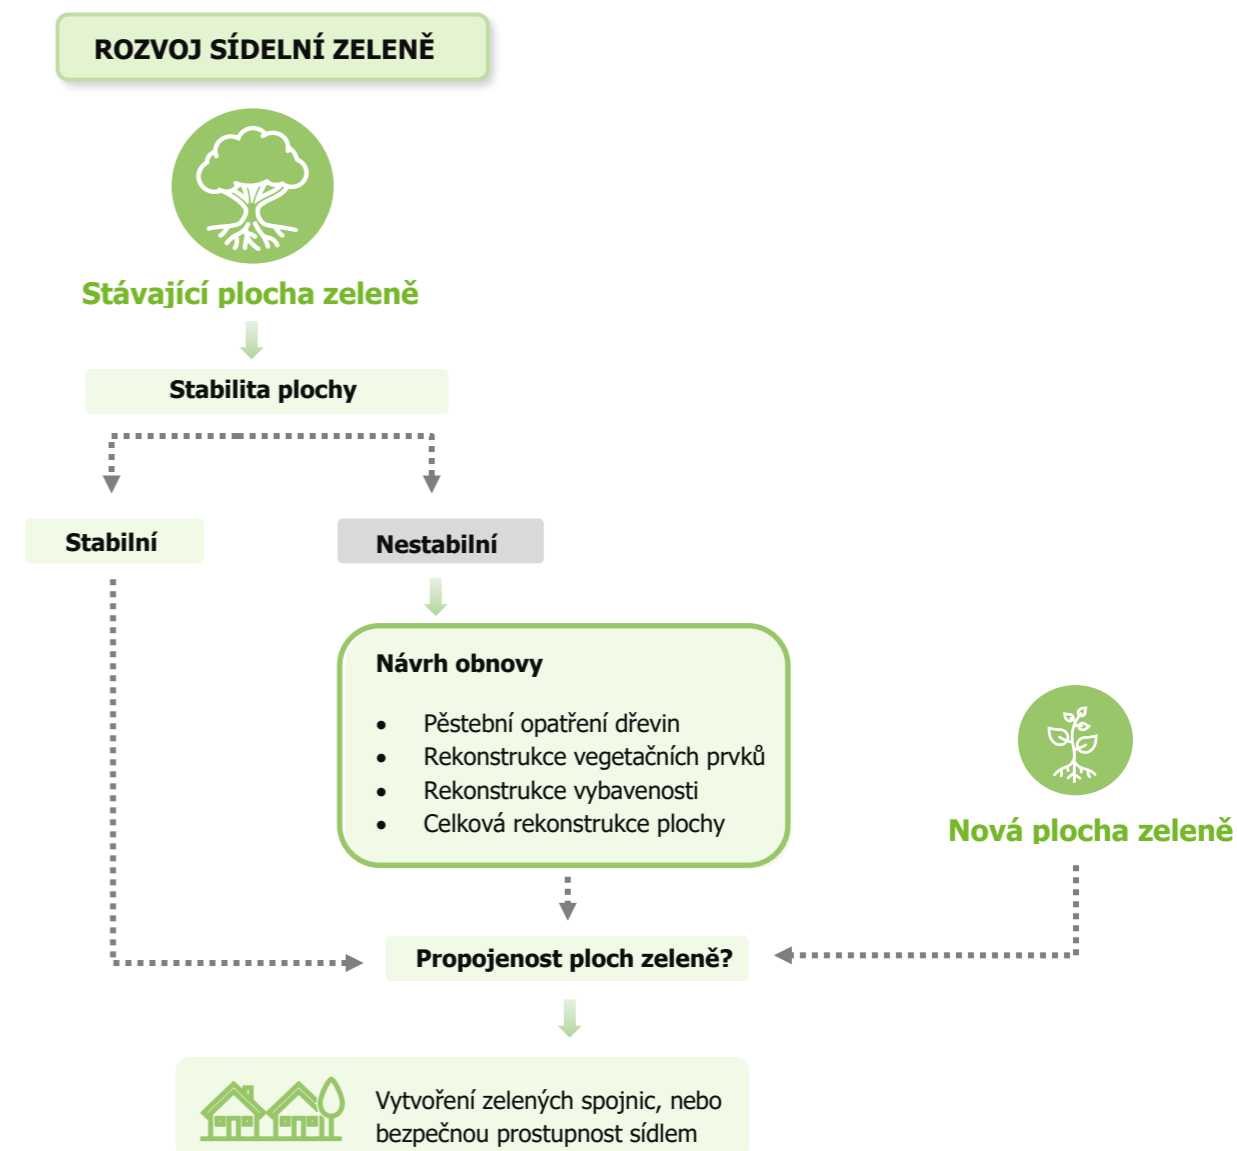 ROZVOJ SÍDELNÍ ZELENĚ
Stávající plocha zeleně
Stabilita plochy
Stabilní
Nestabilní
Návrh obnovy
• Pěstební opatření dřevin
• Rekonstrukce vegetačních prvků
• Rekonstrukce vybavenosti
• Celková rekonstrukce plochy
Nová plocha zeleně
Propojenost ploch zeleně?
Vytvoření zelených spojnic, nebo
bezpečnou prostupnost sídlem